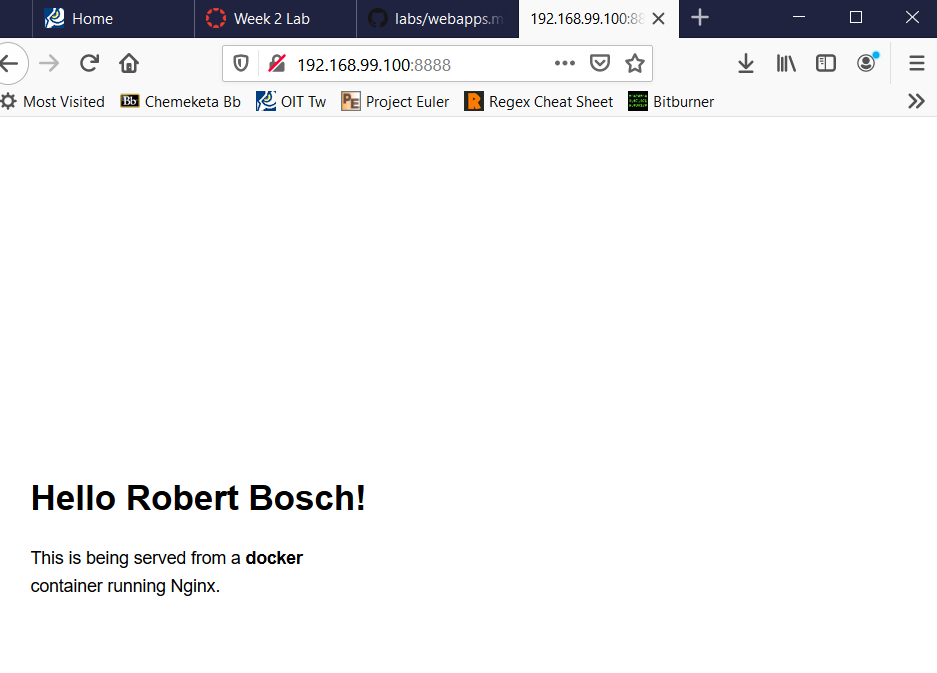 Home
Week 2 Lab
labs/webapps.m
192.168.99.100:88
192.168.99.100:8888
Most Visited
Bb Chemeketa Bb
OIT Tw
PE Project Euler
R Regex Cheat Sheet
Bitburner
Hello Robert Bosch!
This is being served from a docker
container running Nginx.